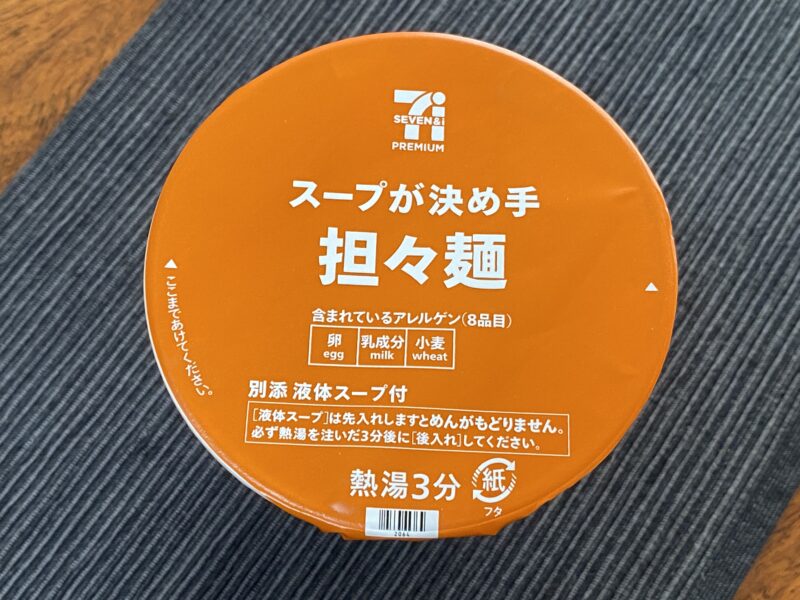 SEVEN&i
PREMIUM
スープが決め手
担々麺
含まれているアレルゲン(8品目)
卵 乳成分 小麦
egg milk wheat
別添 液体スープ付
[液体スープ]は先入れしますとめんがもどりません。
必ず熱湯を注いだ3分後に[後入れ]してください。
熱湯3分
紙
フタ
▲ここまであけてください。
▲
2064